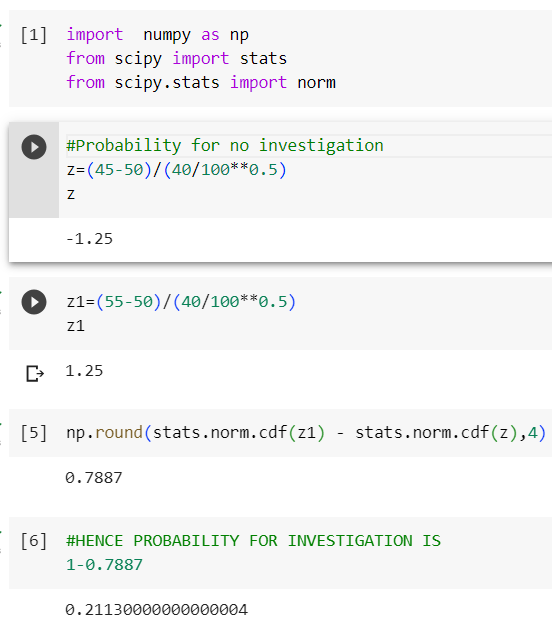 [1] import  numpy as np
from scipy import stats
from scipy.stats import norm
#Probability for no investigation
z=(45-50)/(40/100**0.5)
z
-1.25
z1=(55-50)/(40/100**0.5)
z1
1.25
[5] np.round(stats.norm.cdf(z1) - stats.norm.cdf(z),4)
0.7887
[6] #HENCE PROBABILITY FOR INVESTIGATION IS
1-0.7887
0.21130000000000004